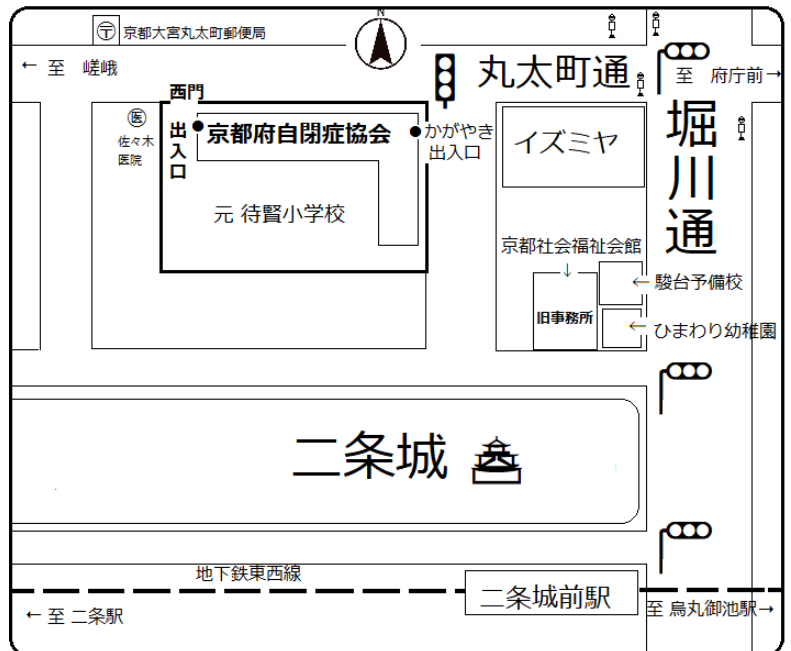 〒 京都大宮丸太町郵便局
N
← 至 嵯峨
丸太町通
至 府庁前→
西門
医
佐々木
医院
出入口
京都府自閉症協会
かがやき
出入口
イズミヤ
堀川通
元 待賢小学校
京都社会福祉会館
↓
← 駿台予備校
旧事務所
← ひまわり幼稚園
二条城
地下鉄東西線
二条城前駅
← 至 二条駅
至 烏丸御池駅→